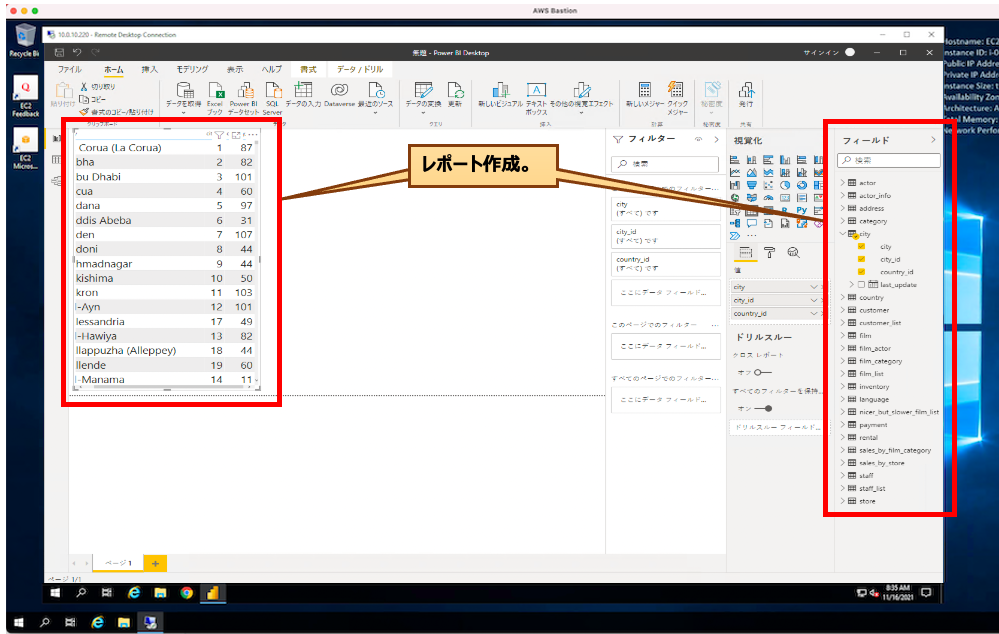 AWS Bastion
Recycle Bi
EC2
Feedback
EC2
Micros...
10.0.10.220 - Remote Desktop Connection
無題 - Power BI Desktop
サインイン
ファイル ホーム 挿入 モデリング 表示 ヘルプ 書式 データ/ドリル
貼り付け
切り取り
コピー
書式のコピー/貼り付け
クリップボード
データを取得
Excel
ブック
Power BI
データセット
SQL
Server
データの入力
Dataverse
最近のソース
データの変換
更新
クエリ
新しいビジュアル
テキスト
ボックス
その他の視覚エフェクト
挿入
新しいメジャー
クイック
メジャー
計算
秘密度
秘密度
発行
共有
Hostname: EC2
Instance ID: i-0
Public IP Addre
Private IP Addr
Instance Size: t
Availability Zon
Architecture: A
Total Memory:
Network Perfo
レポート作成。
Corua (La Corua) 1 87
bha 2 82
bu Dhabi 3 101
cua 4 60
dana 5 97
ddis Abeba 6 31
den 7 107
doni 8 44
hmadnagar 9 44
kishima 10 50
kron 11 103
l-Ayn 12 101
lessandria 17 49
l-Hawiya 13 82
llappuzha (Alleppey) 18 44
llende 19 60
l-Manama 14 11
フィルター
検索
でのフィルター...
city
(すべて) です
city_id
(すべて) です
country_id
(すべて) です
ここにデータ フィールド...
このページでのフィルター ...
ここにデータ フィールド...
すべてのページでのフィルター...
ここにデータ フィールド...
視覚化
R Py
値
city
city_id
country_id
ドリルスルー
クロス レポート
オフ
すべてのフィルターを保持...
オン
ドリルスルー フィールド...
フィールド
検索
actor
actor_info
address
category
city
city
city_id
country_id
last_update
country
customer
customer_list
film
film_actor
film_category
film_list
inventory
language
nicer_but_slower_film_list
payment
rental
sales_by_film_category
sales_by_store
staff
staff_list
store
ページ 1
ページ 1/1
8:35 AM
11/16/2021